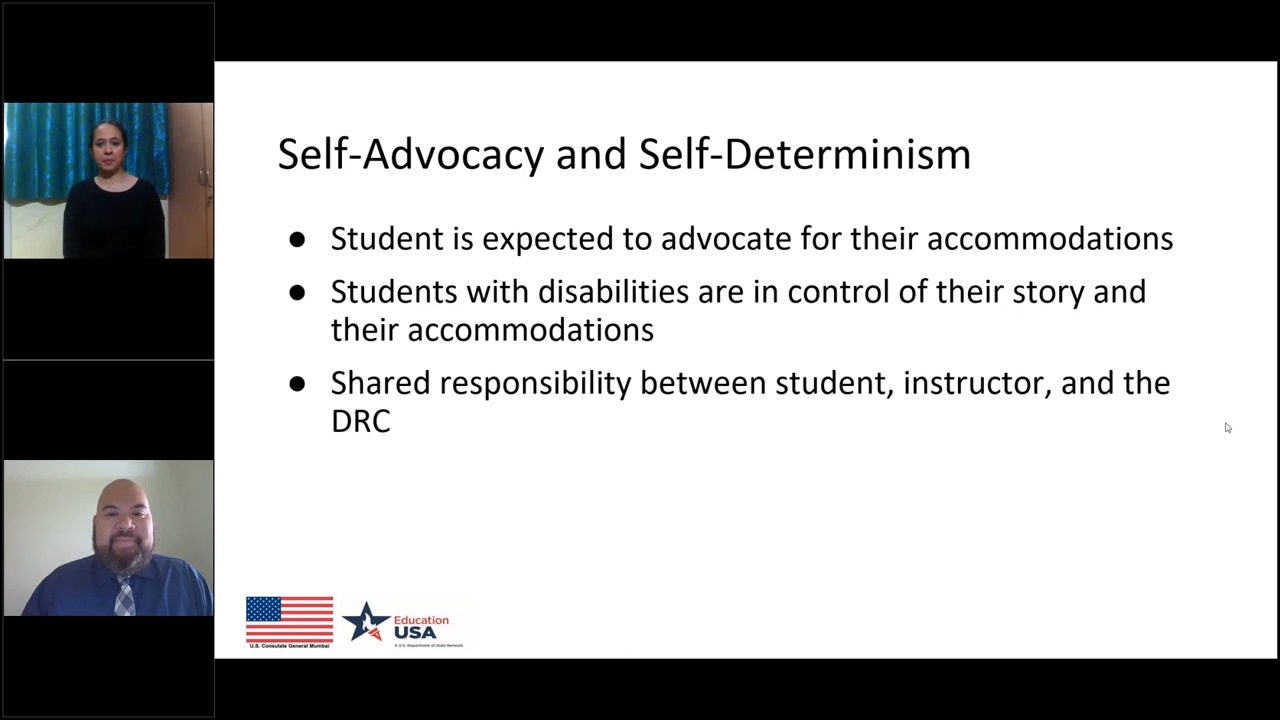 Self-Advocacy and Self-Determinism
● Student is expected to advocate for their accommodations
● Students with disabilities are in control of their story and
their accommodations
● Shared responsibility between student, instructor, and the
DRC
U.S. Consulate General Mumbai
Education
USA
A U.S. Department of State Network